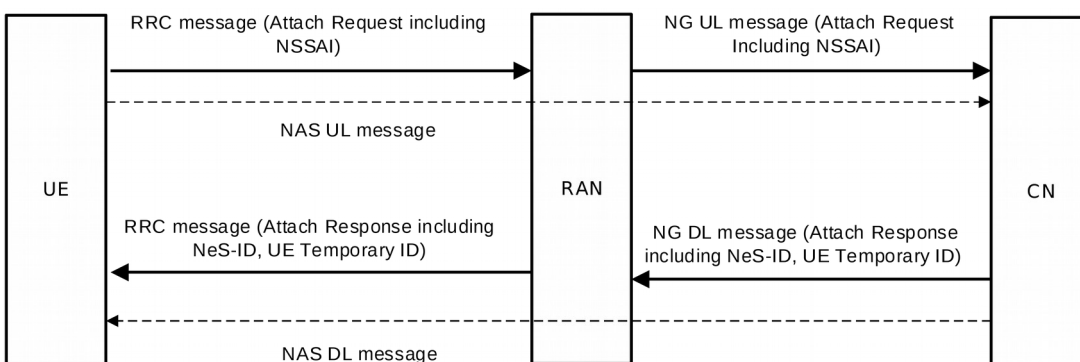 RRC message (Attach Request including
NSSAI)
NG UL message (Attach Request
Including NSSAI)
NAS UL message
UE
RAN
CN
RRC message (Attach Response including
NeS-ID, UE Temporary ID)
NG DL message (Attach Response
including NeS-ID, UE Temporary ID)
NAS DL message